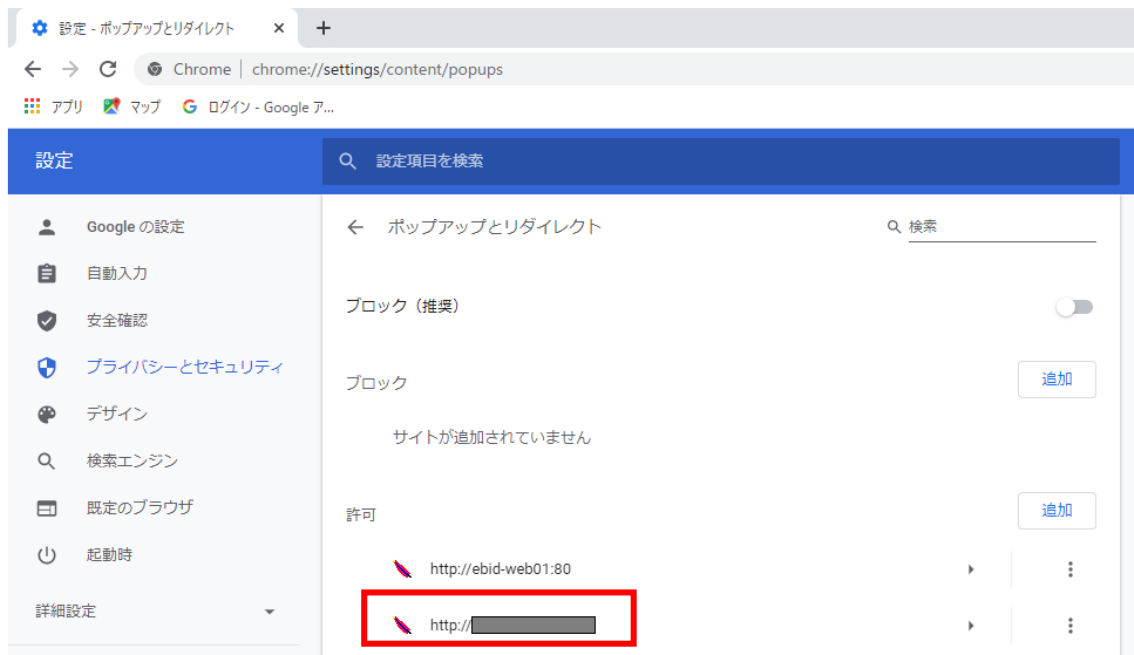 設定 - ポップアップとリダイレクト
Chrome | chrome://settings/content/popups
アプリ マップ ログイン - Google ア...
設定
設定項目を検索
Google の設定
自動入力
安全確認
プライバシーとセキュリティ
デザイン
検索エンジン
既定のブラウザ
起動時
詳細設定
ポップアップとリダイレクト
検索
ブロック（推奨）
ブロック
追加
サイトが追加されていません
許可
追加
http://ebid-web01:80
http://